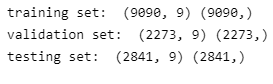 training set:  (9090, 9) (9090,)
validation set:  (2273, 9) (2273,)
testing set:  (2841, 9) (2841,)